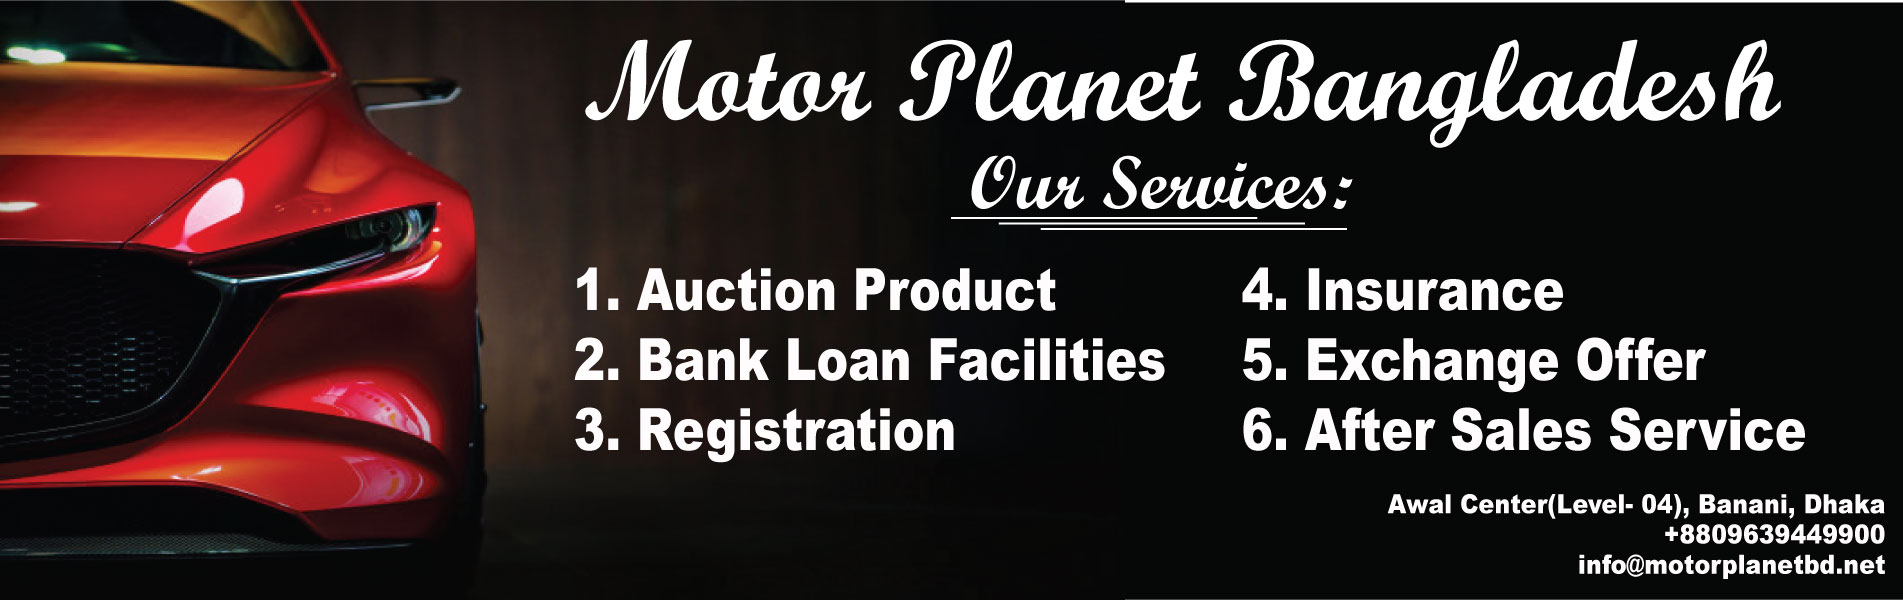 Motor Planet Bangladesh
Our Services:
1. Auction Product
2. Bank Loan Facilities
3. Registration
4. Insurance
5. Exchange Offer
6. After Sales Service
Awal Center(Level- 04), Banani, Dhaka
+8809639449900
info@motorplanetbd.net